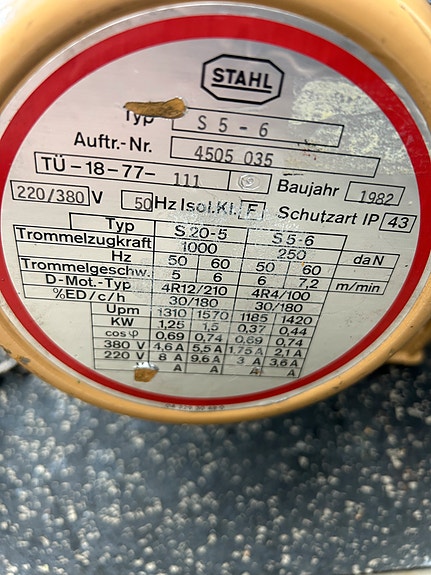 STAHL
Typ S 5 - 6
Auftr.-Nr. 4505 035
TÜ-18-77- 111 Baujahr 1982
220/380 V 50 Hz Isol.Kl. F Schutzart IP 43
Typ S 20-5 S 5-6
Trommelzugkraft 1000 250 daN
Hz 50 60 50 60
Trommelgeschw. 5 6 6 7,2 m/min
D-Mot.-Typ 4R12/210 4R4/100
%ED/c/h 30/180 30/180
Upm 1310 1570 1185 1420
KW 1,25 1,5 0,37 0,44
cos φ 0,69 0,74 0,69 0,74
380 V 4,6 A 5,5 A 1,75 A 2,1 A
220 V 8 A 9,6 A 3 A 3,6 A
A A A A